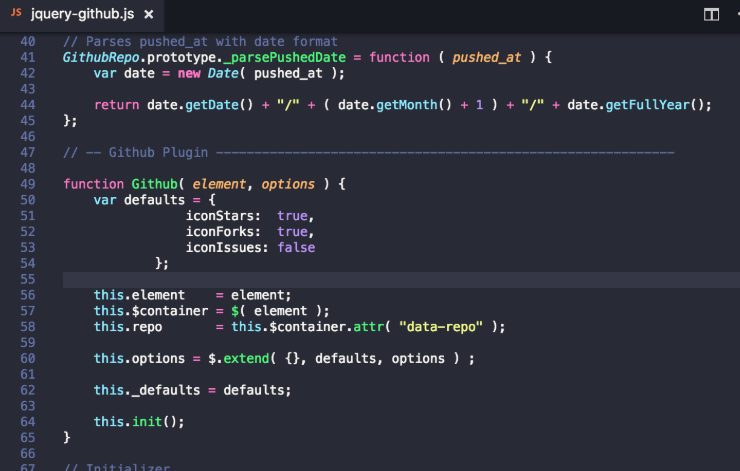 JS jquery-github.js ×
40 // Parses pushed_at with date format
41 GithubRepo.prototype._parsePushedDate = function ( pushed_at ) {
42     var date = new Date( pushed_at );
43
44     return date.getDate() + "/" + ( date.getMonth() + 1 ) + "/" + date.getFullYear();
45 };
46
47 // -- Github Plugin ------------------------------------------------------------
48
49 function Github( element, options ) {
50     var defaults = {
51                 iconStars:  true,
52                 iconForks:  true,
53                 iconIssues: false
54             };
55
56     this.element    = element;
57     this.$container = $( element );
58     this.repo       = this.$container.attr( "data-repo" );
59
60     this.options = $.extend( {}, defaults, options ) ;
61
62     this._defaults = defaults;
63
64     this.init();
65 }
66
67 // Initializer